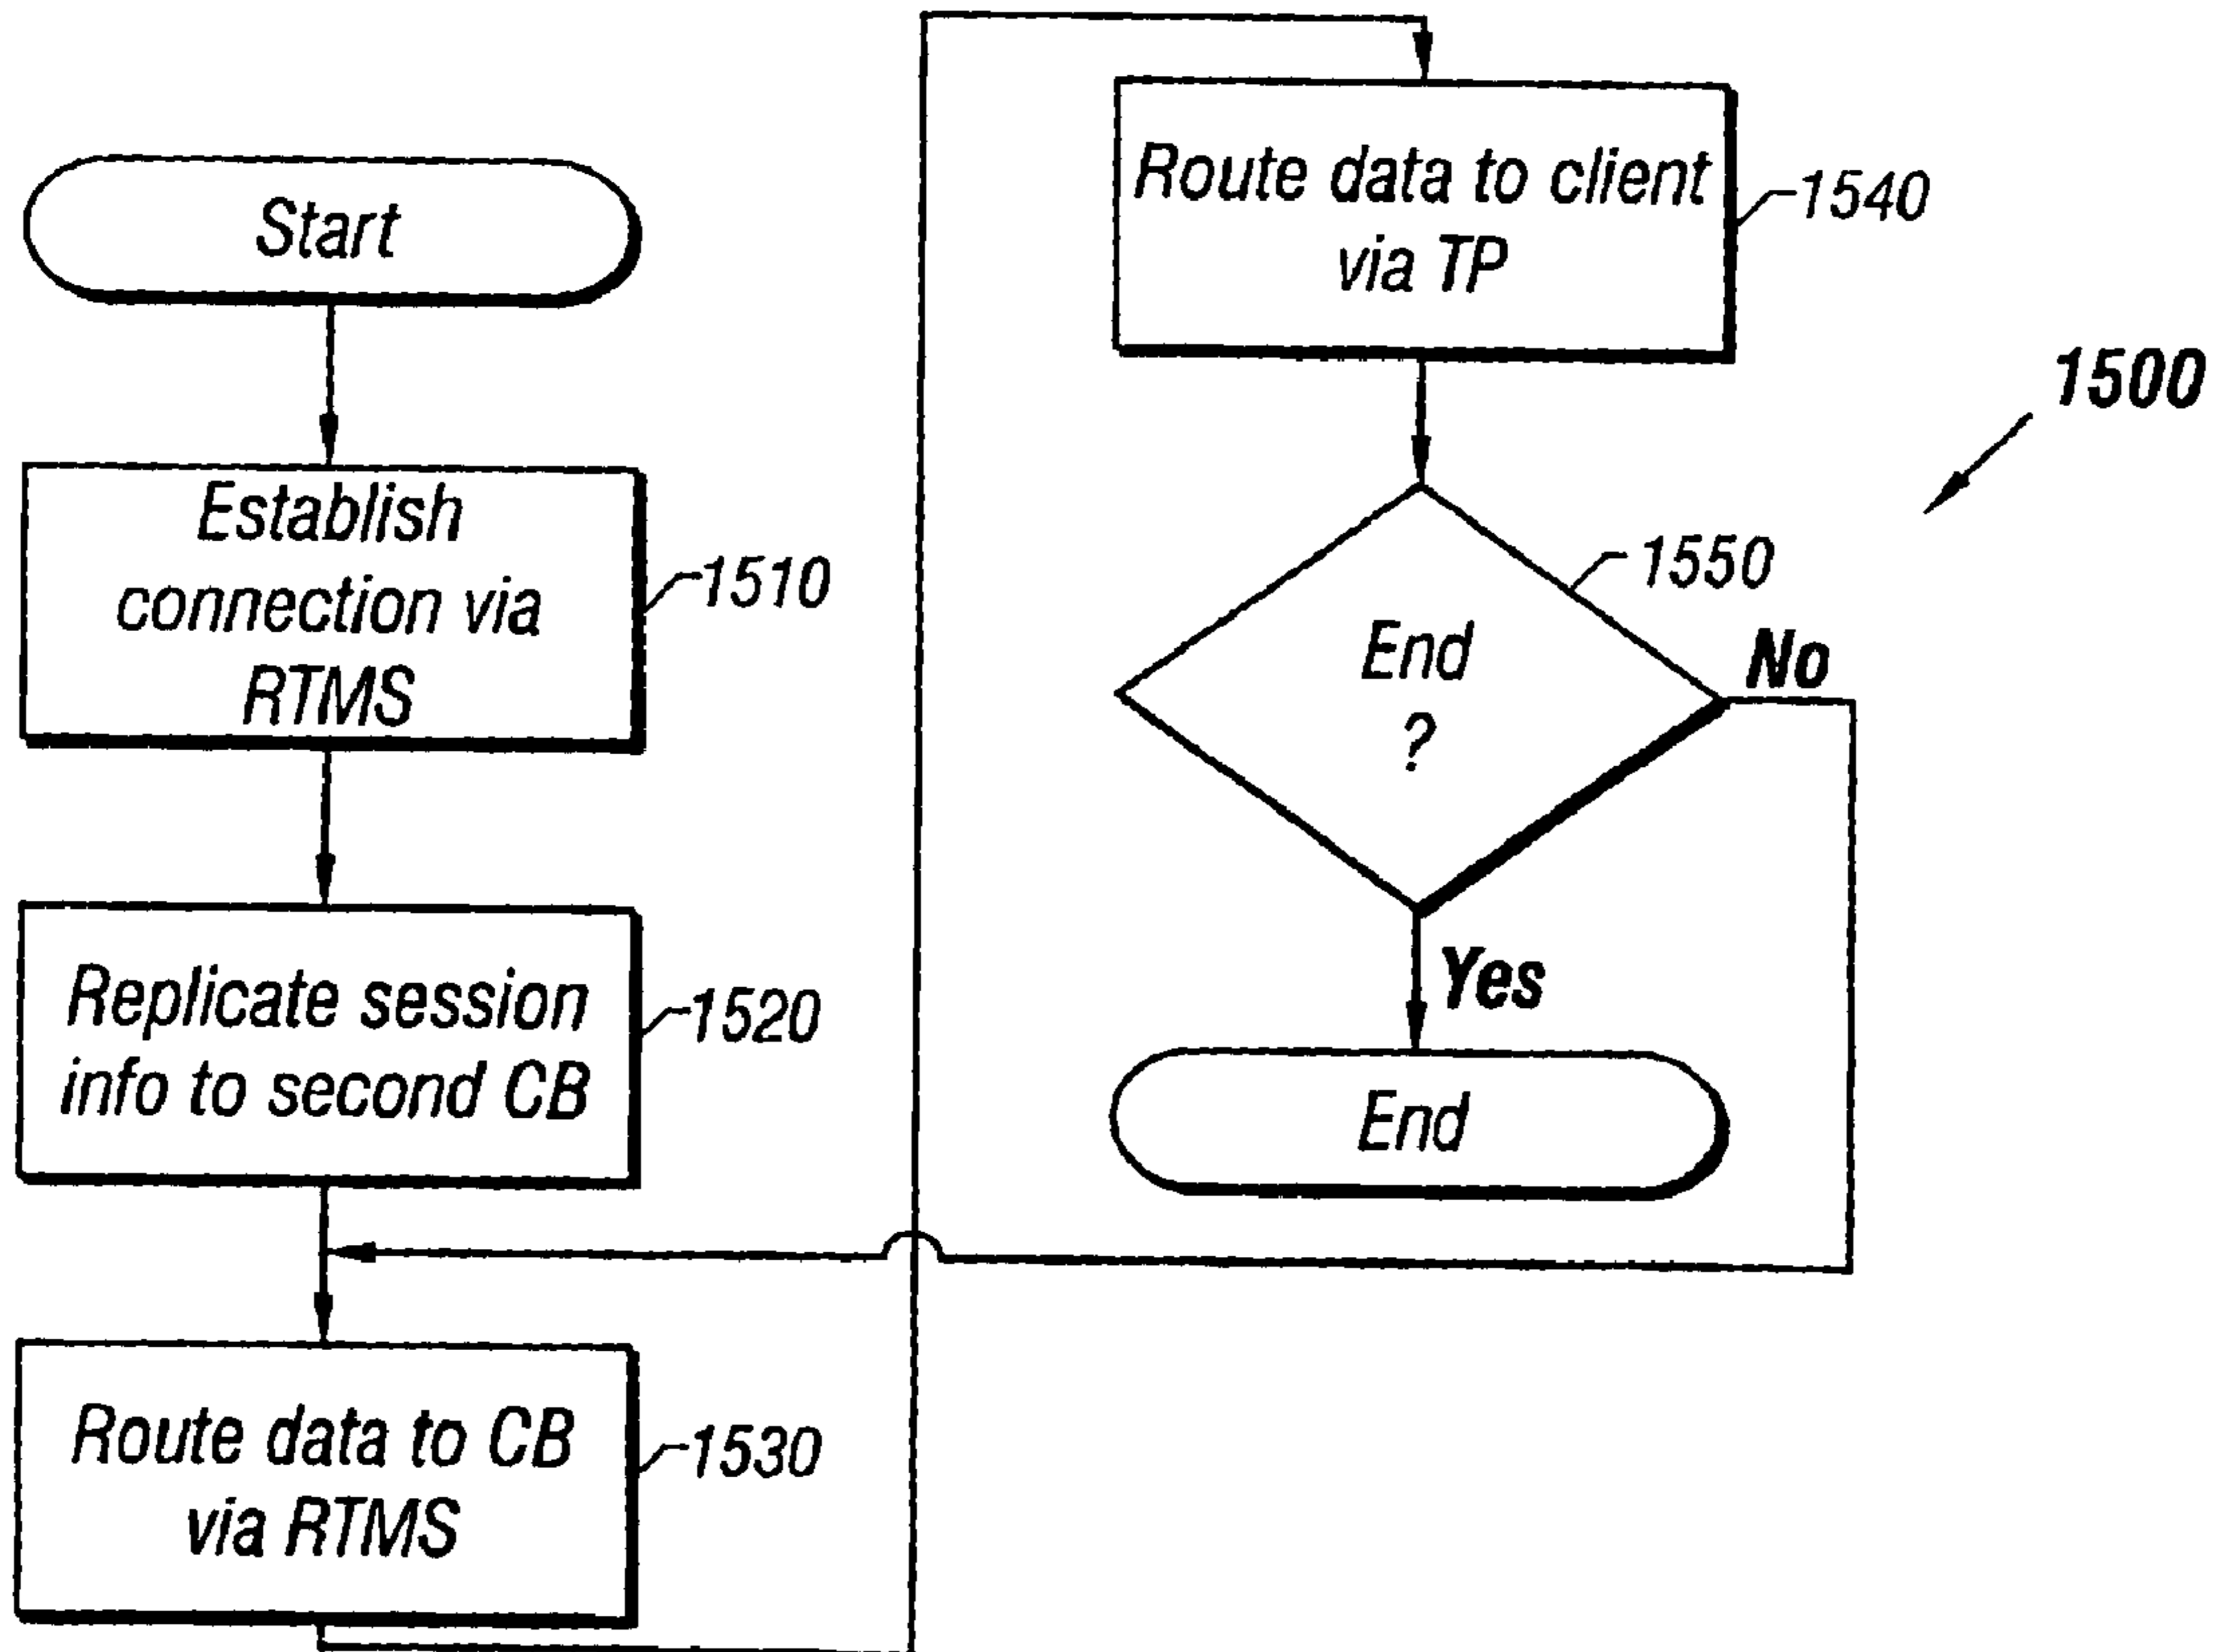 Start
Establish
connection via
RTMS
1510
Replicate session
info to second CB
1520
Route data to CB
via RTMS
1530
Route data to client
via TP
1540
1500
End
?
1550
No
Yes
End